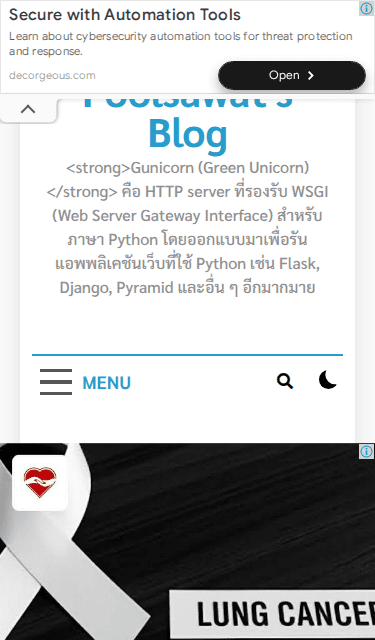 Secure with Automation Tools
Learn about cybersecurity automation tools for threat protection
and response.
decorgeous.com
Open
Pootsawat's
Blog
<strong>Gunicorn (Green Unicorn)
</strong> คือ HTTP server ที่รองรับ WSGI
(Web Server Gateway Interface) สำหรับ
ภาษา Python โดยออกแบบมาเพื่อรัน
แอพพลิเคชันเว็บที่ใช้ Python เช่น Flask,
Django, Pyramid และอื่น ๆ อีกมากมาย
MENU
LUNG CANCER